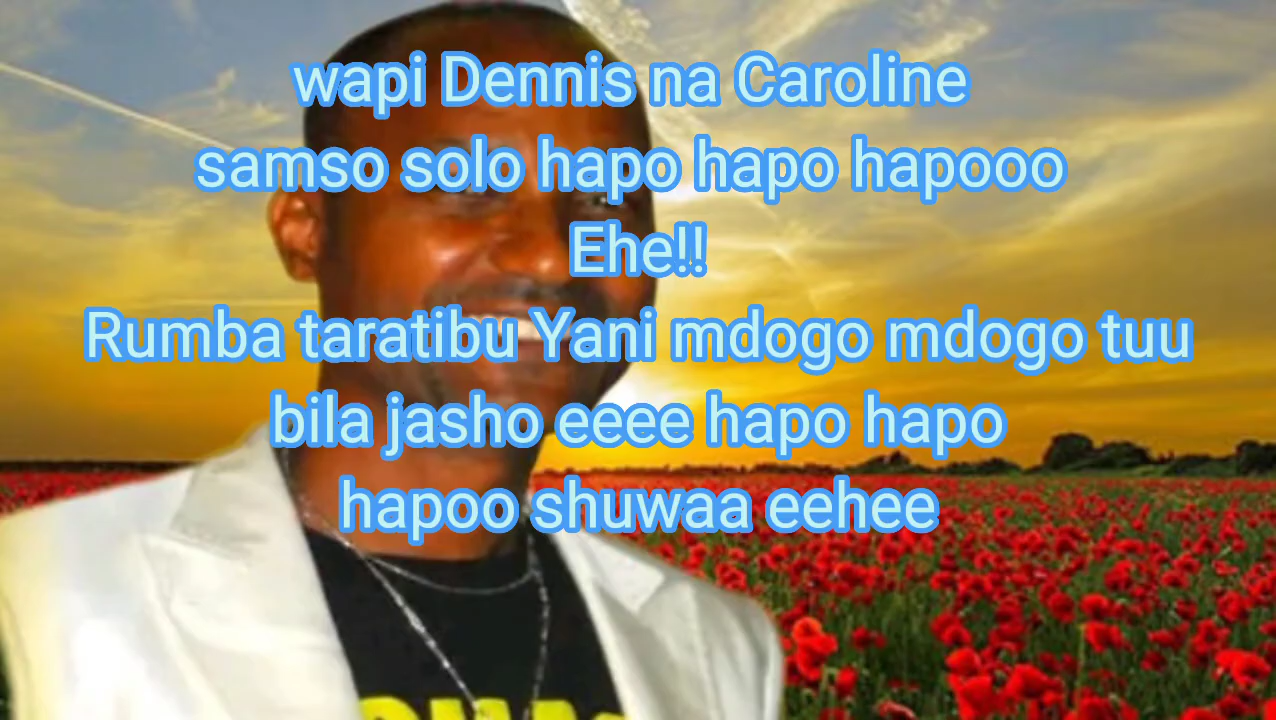 wapi Dennis na Caroline
samso solo hapo hapo hapooo
Ehe!!
Rumba taratibu Yani mdogo mdogo tuu
bila jasho eeee hapo hapo
hapoo shuwaa eehee